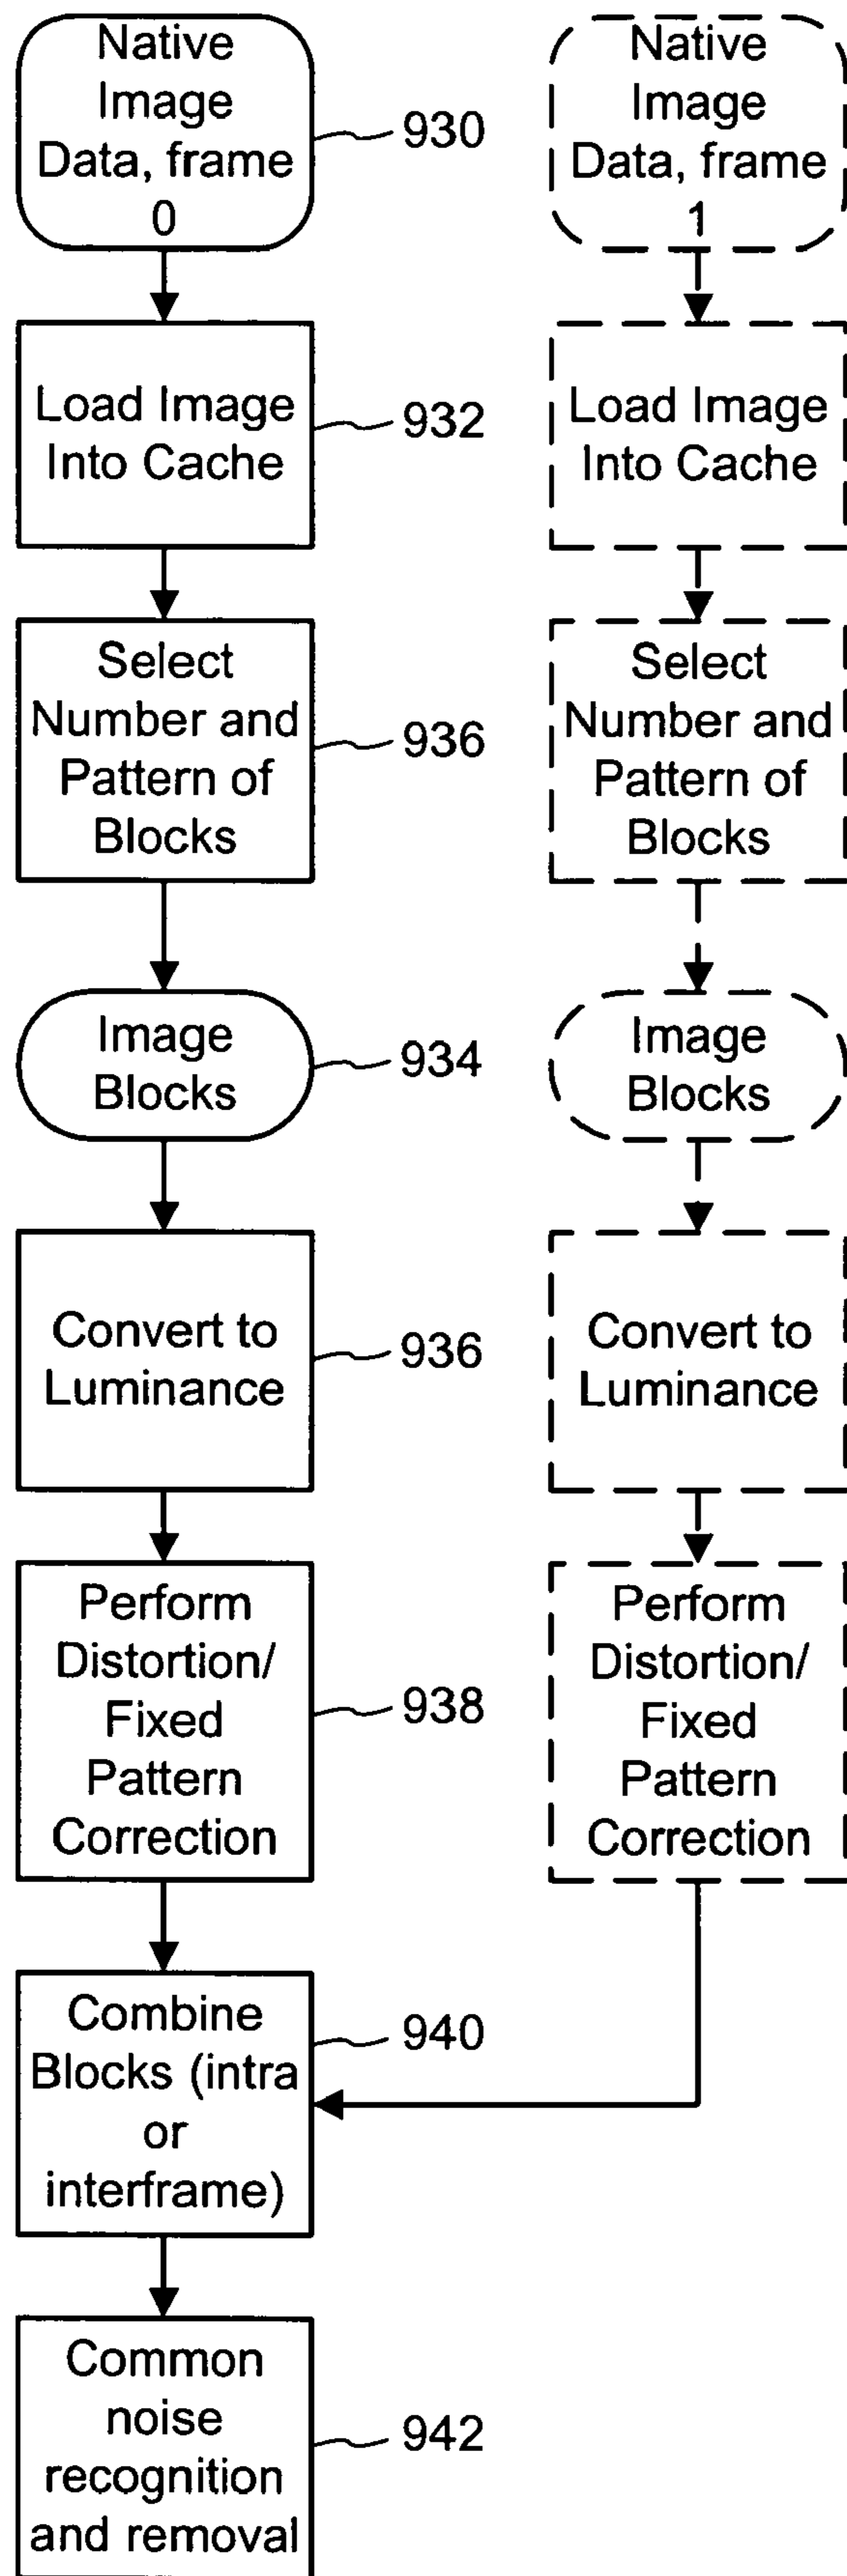 Native
Image
Data, frame
0
930
Load Image
Into Cache
932
Select
Number and
Pattern of
Blocks
936
Image
Blocks
934
Convert to
Luminance
936
Perform
Distortion/
Fixed
Pattern
Correction
938
Combine
Blocks (intra
or
interframe)
940
Common
noise
recognition
and removal
942
Native
Image
Data, frame
1
Load Image
Into Cache
Select
Number and
Pattern of
Blocks
Image
Blocks
Convert to
Luminance
Perform
Distortion/
Fixed
Pattern
Correction